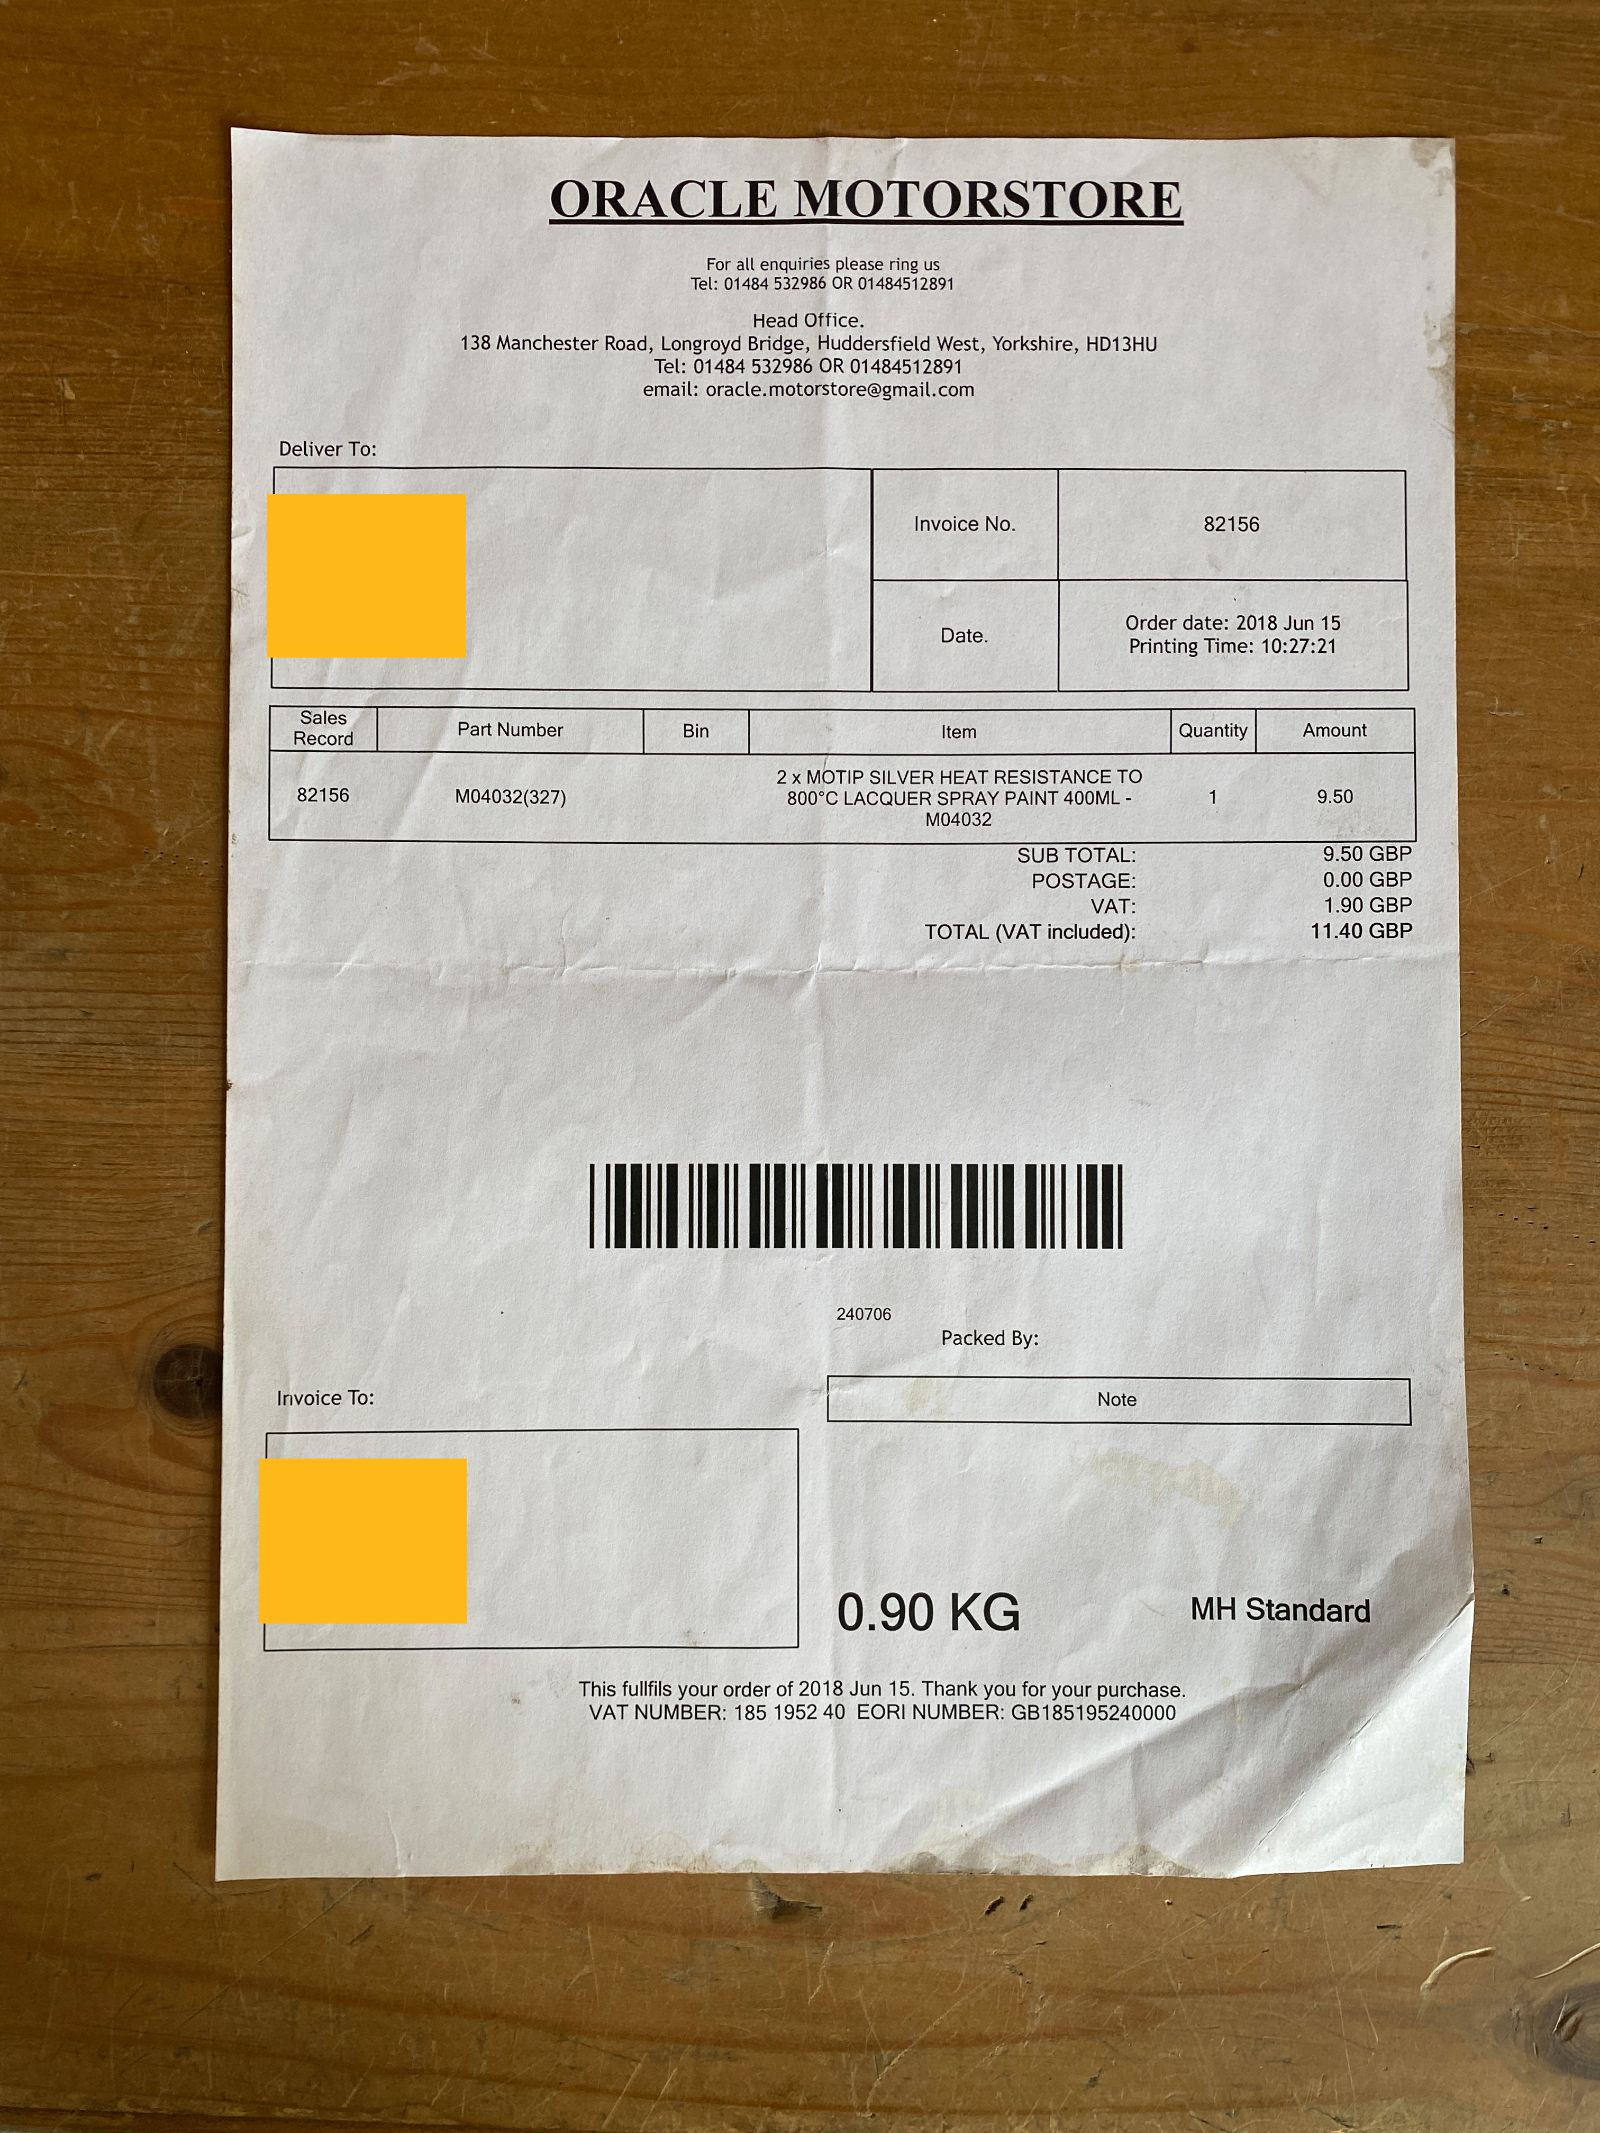 ORACLE MOTORSTORE
For all enquiries please ring us
Tel: 01484 532986 OR 01484512891
Head Office.
138 Manchester Road, Longroyd Bridge, Huddersfield West, Yorkshire, HD13HU
Tel: 01484 532986 OR 01484512891
email: oracle.motorstore@gmail.com
Deliver To:
Invoice No. 82156
Date.
Order date: 2018 Jun 15
Printing Time: 10:27:21
Sales Record Part Number Bin Item Quantity Amount
82156 M04032(327) 2 x MOTIP SILVER HEAT RESISTANCE TO
800°C LACQUER SPRAY PAINT 400ML - 1 9.50
M04032
SUB TOTAL: 9.50 GBP
POSTAGE: 0.00 GBP
VAT: 1.90 GBP
TOTAL (VAT included): 11.40 GBP
240706
Packed By:
Invoice To:
Note
0.90 KG MH Standard
This fullfils your order of 2018 Jun 15. Thank you for your purchase.
VAT NUMBER: 185 1952 40 EORI NUMBER: GB185195240000